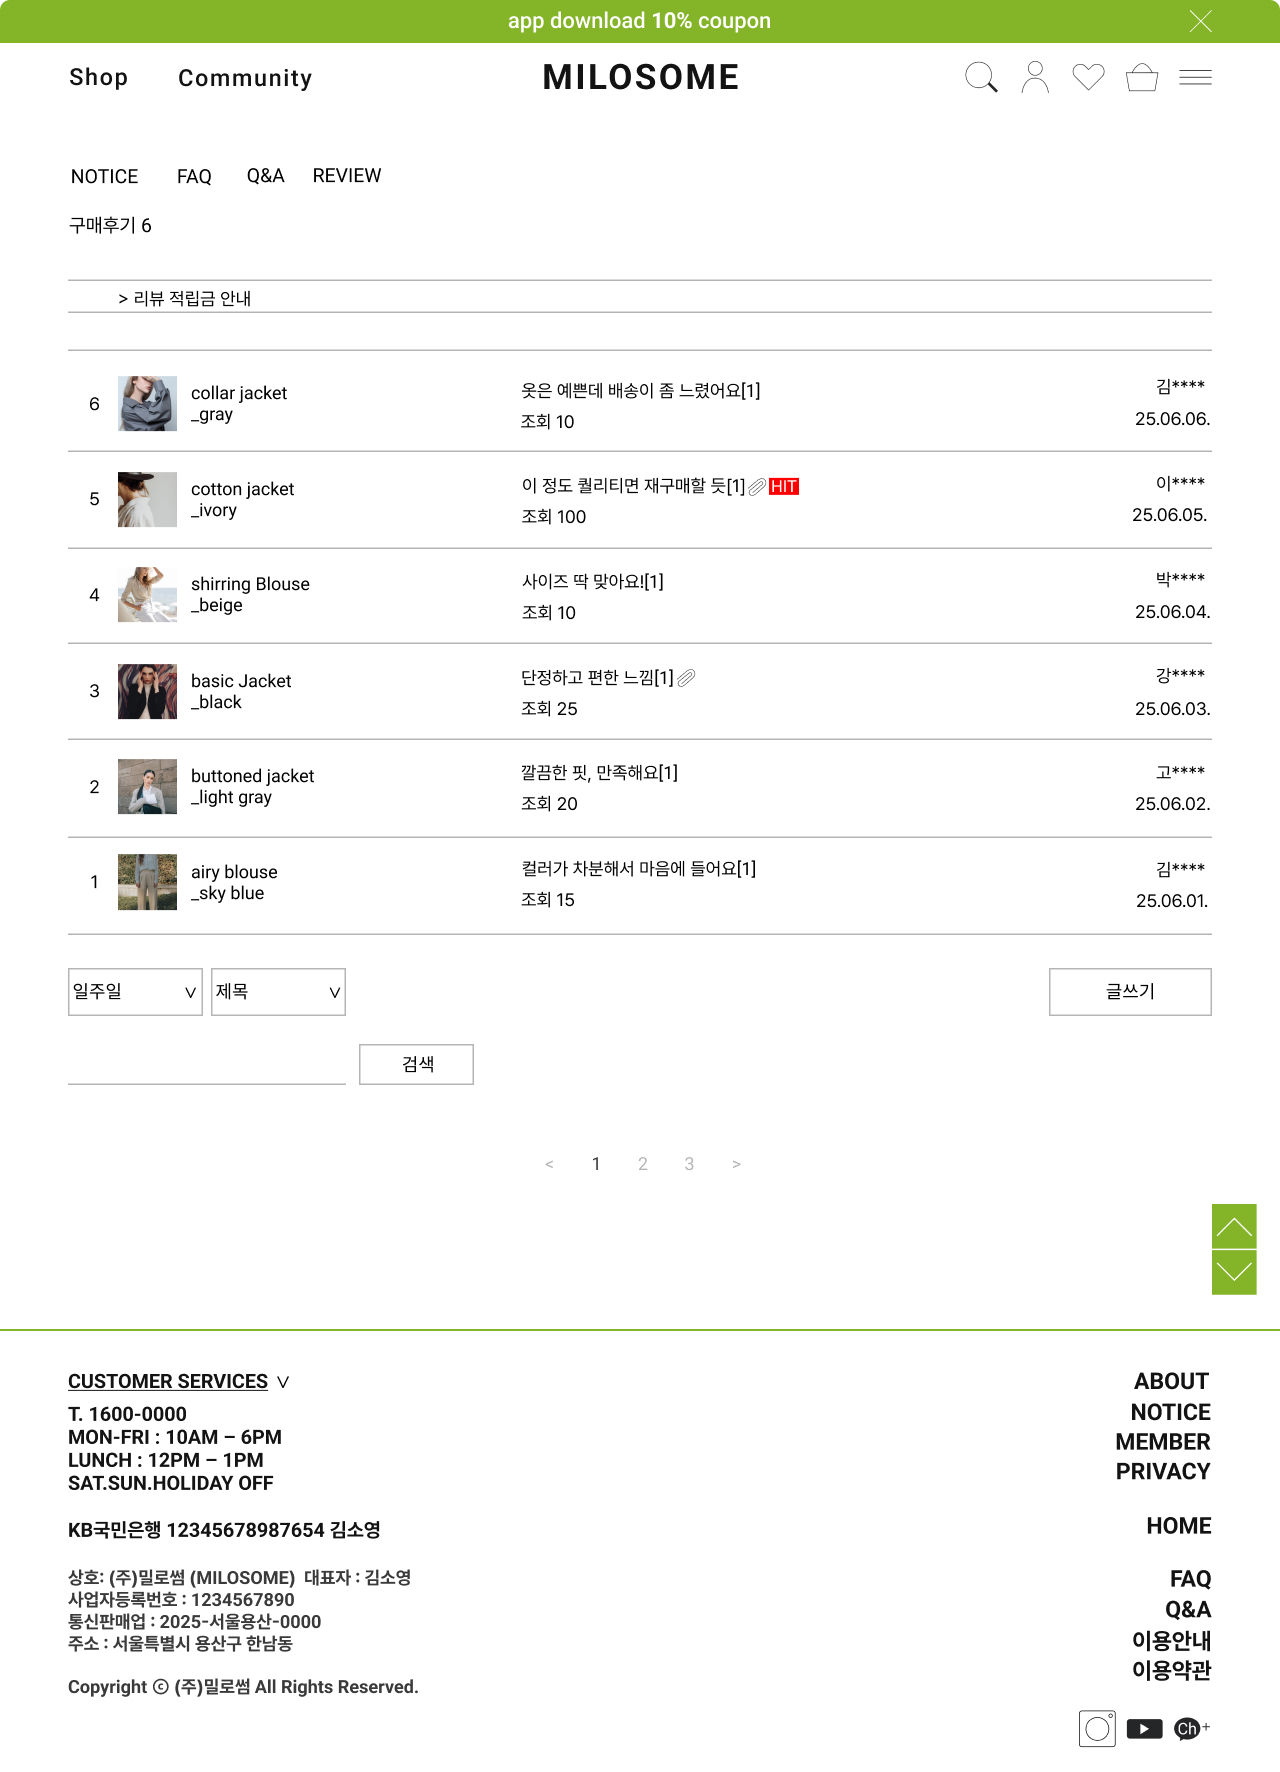 app download 10% coupon
Shop Community MILOSOME
NOTICE FAQ Q&A REVIEW
구매후기 6
> 리뷰 적립금 안내
6
collar jacket
_gray
옷은 예쁜데 배송이 좀 느렸어요[1]
조회 10
김****
25.06.06.
5
cotton jacket
_ivory
이 정도 퀄리티면 재구매할 듯[1] HIT
조회 100
이****
25.06.05.
4
shirring Blouse
_beige
사이즈 딱 맞아요![1]
조회 10
박****
25.06.04.
3
basic Jacket
_black
단정하고 편한 느낌[1]
조회 25
강****
25.06.03.
2
buttoned jacket
_light gray
깔끔한 핏, 만족해요[1]
조회 20
고****
25.06.02.
1
airy blouse
_sky blue
컬러가 차분해서 마음에 들어요[1]
조회 15
김****
25.06.01.
일주일 V 제목 V 글쓰기
검색
< 1 2 3 >
CUSTOMER SERVICES V
T. 1600-0000
MON-FRI : 10AM – 6PM
LUNCH : 12PM – 1PM
SAT.SUN.HOLIDAY OFF
KB국민은행 12345678987654 김소영
상호: (주)밀로썸 (MILOSOME) 대표자 : 김소영
사업자등록번호 : 1234567890
통신판매업 : 2025-서울용산-0000
주소 : 서울특별시 용산구 한남동
Copyright ⓒ (주)밀로썸 All Rights Reserved.
ABOUT
NOTICE
MEMBER
PRIVACY
HOME
FAQ
Q&A
이용안내
이용약관
Ch+